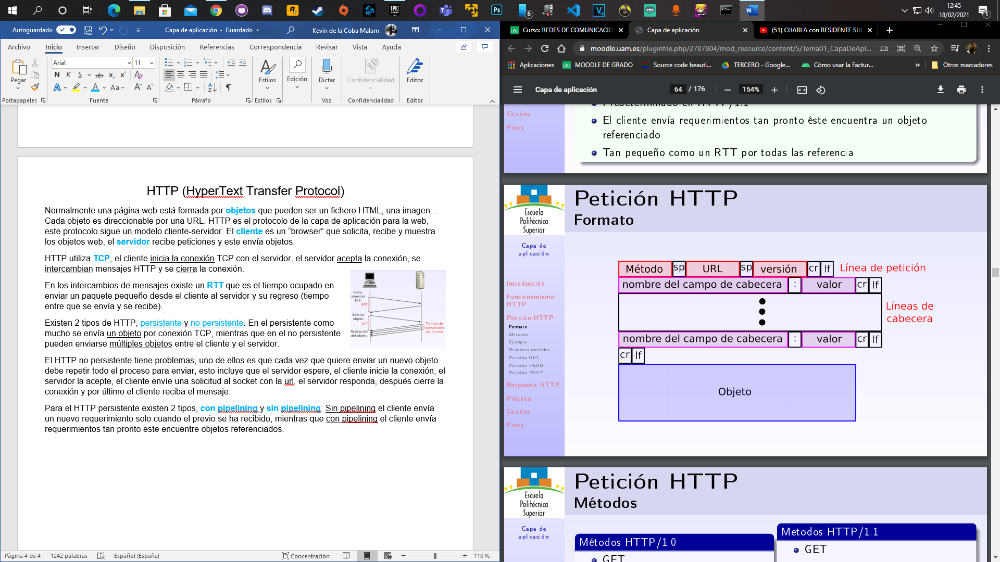 12:45
18/02/2021
6
1
Autoguardado
Capa de aplicación - Guardado
Kevin de la Coba Malam
Archivo Inicio Insertar Diseño Disposición Referencias Correspondencia Revisar Vista Ayuda
Pegar
Arial 11
N K S ab x₂ x²
A A Aa A A
Estilos
Edición
Dictar
Confidencialidad
Editor
Portapapeles Fuente Párrafo Estilos Voz Confidencialidad Editor
HTTP (HyperText Transfer Protocol)
Normalmente una página web está formada por objetos que pueden ser un fichero HTML, una imagen…
Cada objeto es direccionable por una URL. HTTP es el protocolo de la capa de aplicación para la web,
este protocolo sigue un modelo cliente-servidor. El cliente es un “browser” que solicita, recibe y muestra
los objetos web, el servidor recibe peticiones y este envía objetos.
HTTP utiliza TCP, el cliente inicia la conexión TCP con el servidor, el servidor acepta la conexión, se
intercambian mensajes HTTP y se cierra la conexión.
En los intercambios de mensajes existe un RTT que es el tiempo ocupado en
enviar un paquete pequeño desde el cliente al servidor y su regreso (tiempo
entre que se envía y se recibe).
Existen 2 tipos de HTTP, persistente y no persistente. En el persistente como
mucho se envía un objeto por conexión TCP, mientras que en el no persistente
pueden enviarse múltiples objetos entre el cliente y el servidor.
Inicia
conexión
TCP
RTT
Solicita
objeto
RTT
Redepción
del objeto
Tiempo de
transmisión
del fichero
El HTTP no persistente tiene problemas, uno de ellos es que cada vez que quiere enviar un nuevo objeto
debe repetir todo el proceso para enviar, esto incluye que el servidor espere, el cliente inicie la conexión, el
servidor la acepte, el cliente envíe una solicitud al socket con la url, el servidor responda, después cierre la
conexión y por último el cliente reciba el mensaje.
Para el HTTP persistente existen 2 tipos, con pipelining y sin pipelining. Sin pipelining el cliente envía
un nuevo requerimiento solo cuando el previo se ha recibido, mientras que con pipelining el cliente envía
requerimientos tan pronto este encuentre objetos referenciados.
Página 4 de 4 1242 palabras Español (España) Concentración 110 %
Curso: REDES DE COMUNICACIO
Capa de aplicación
(51) CHARLA con RESIDENTE SUI
moodle.uam.es/pluginfile.php/2787804/mod_resource/content/5/Tema01_CapaDeApl...
Aplicaciones MOODLE DE GRADO Source code beauti... TERCERO - Google... Cómo usar la Factur... » Otros marcadores
Capa de aplicación 64 / 176 154%
Cookies
Proxy
Predeterminado en HTTP/1.1
El cliente envía requerimientos tan pronto éste encuentra un objeto
referenciado
Tan pequeño como un RTT por todas las referencia
Escuela
Politécnica
Superior
Petición HTTP
Formato
Capa de
aplicación
Introducción
Funcionamiento
HTTP
Petición HTTP
Formato
Métodos
Ejemplo
Resumen métodos
Petición GET
Petición HEAD
Petición POST
Respuesta HTTP
Práctica
Cookies
Proxy
Método sp URL sp versión cr lf Línea de petición
nombre del campo de cabecera : valor cr lf
Líneas de
cabecera
nombre del campo de cabecera : valor cr lf
cr lf
Objeto
Escuela
Politécnica
Superior
Petición HTTP
Métodos
Capa de
aplicación
Métodos HTTP/1.0
GET
Metodos HTTP/1.1
GET